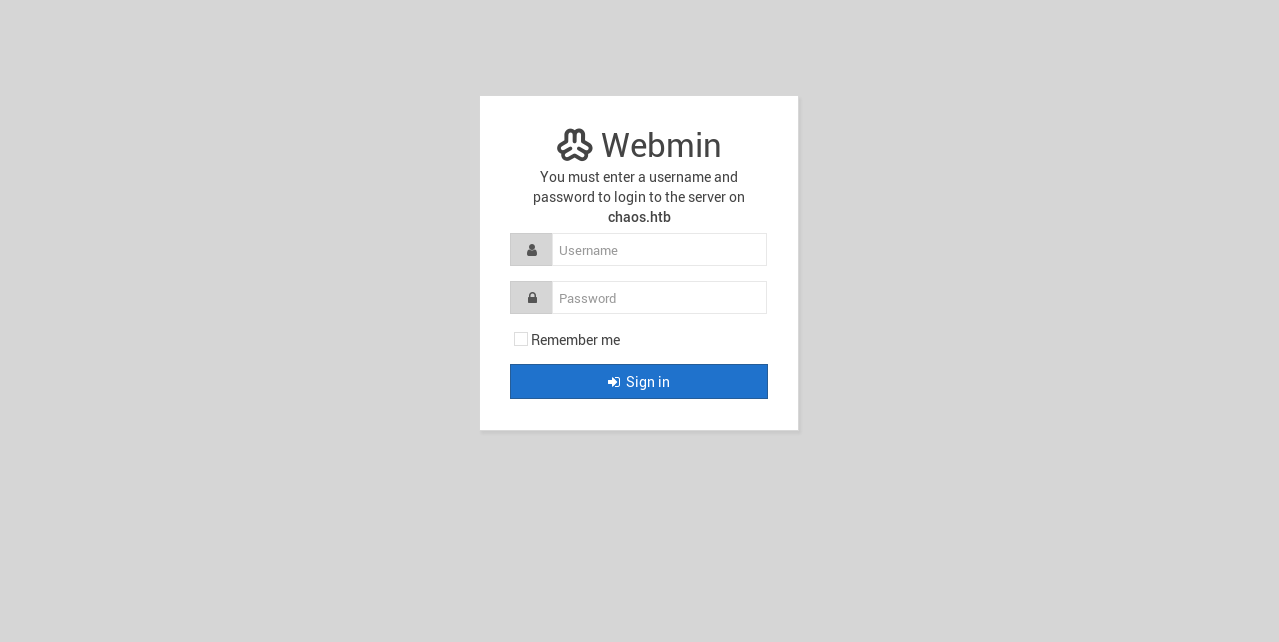 Webmin
You must enter a username and
password to login to the server on
chaos.htb
Username
Password
Remember me
Sign in